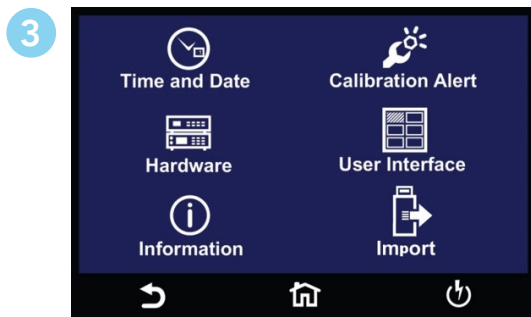 3
Time and Date
Calibration Alert
Hardware
User Interface
Information
Import